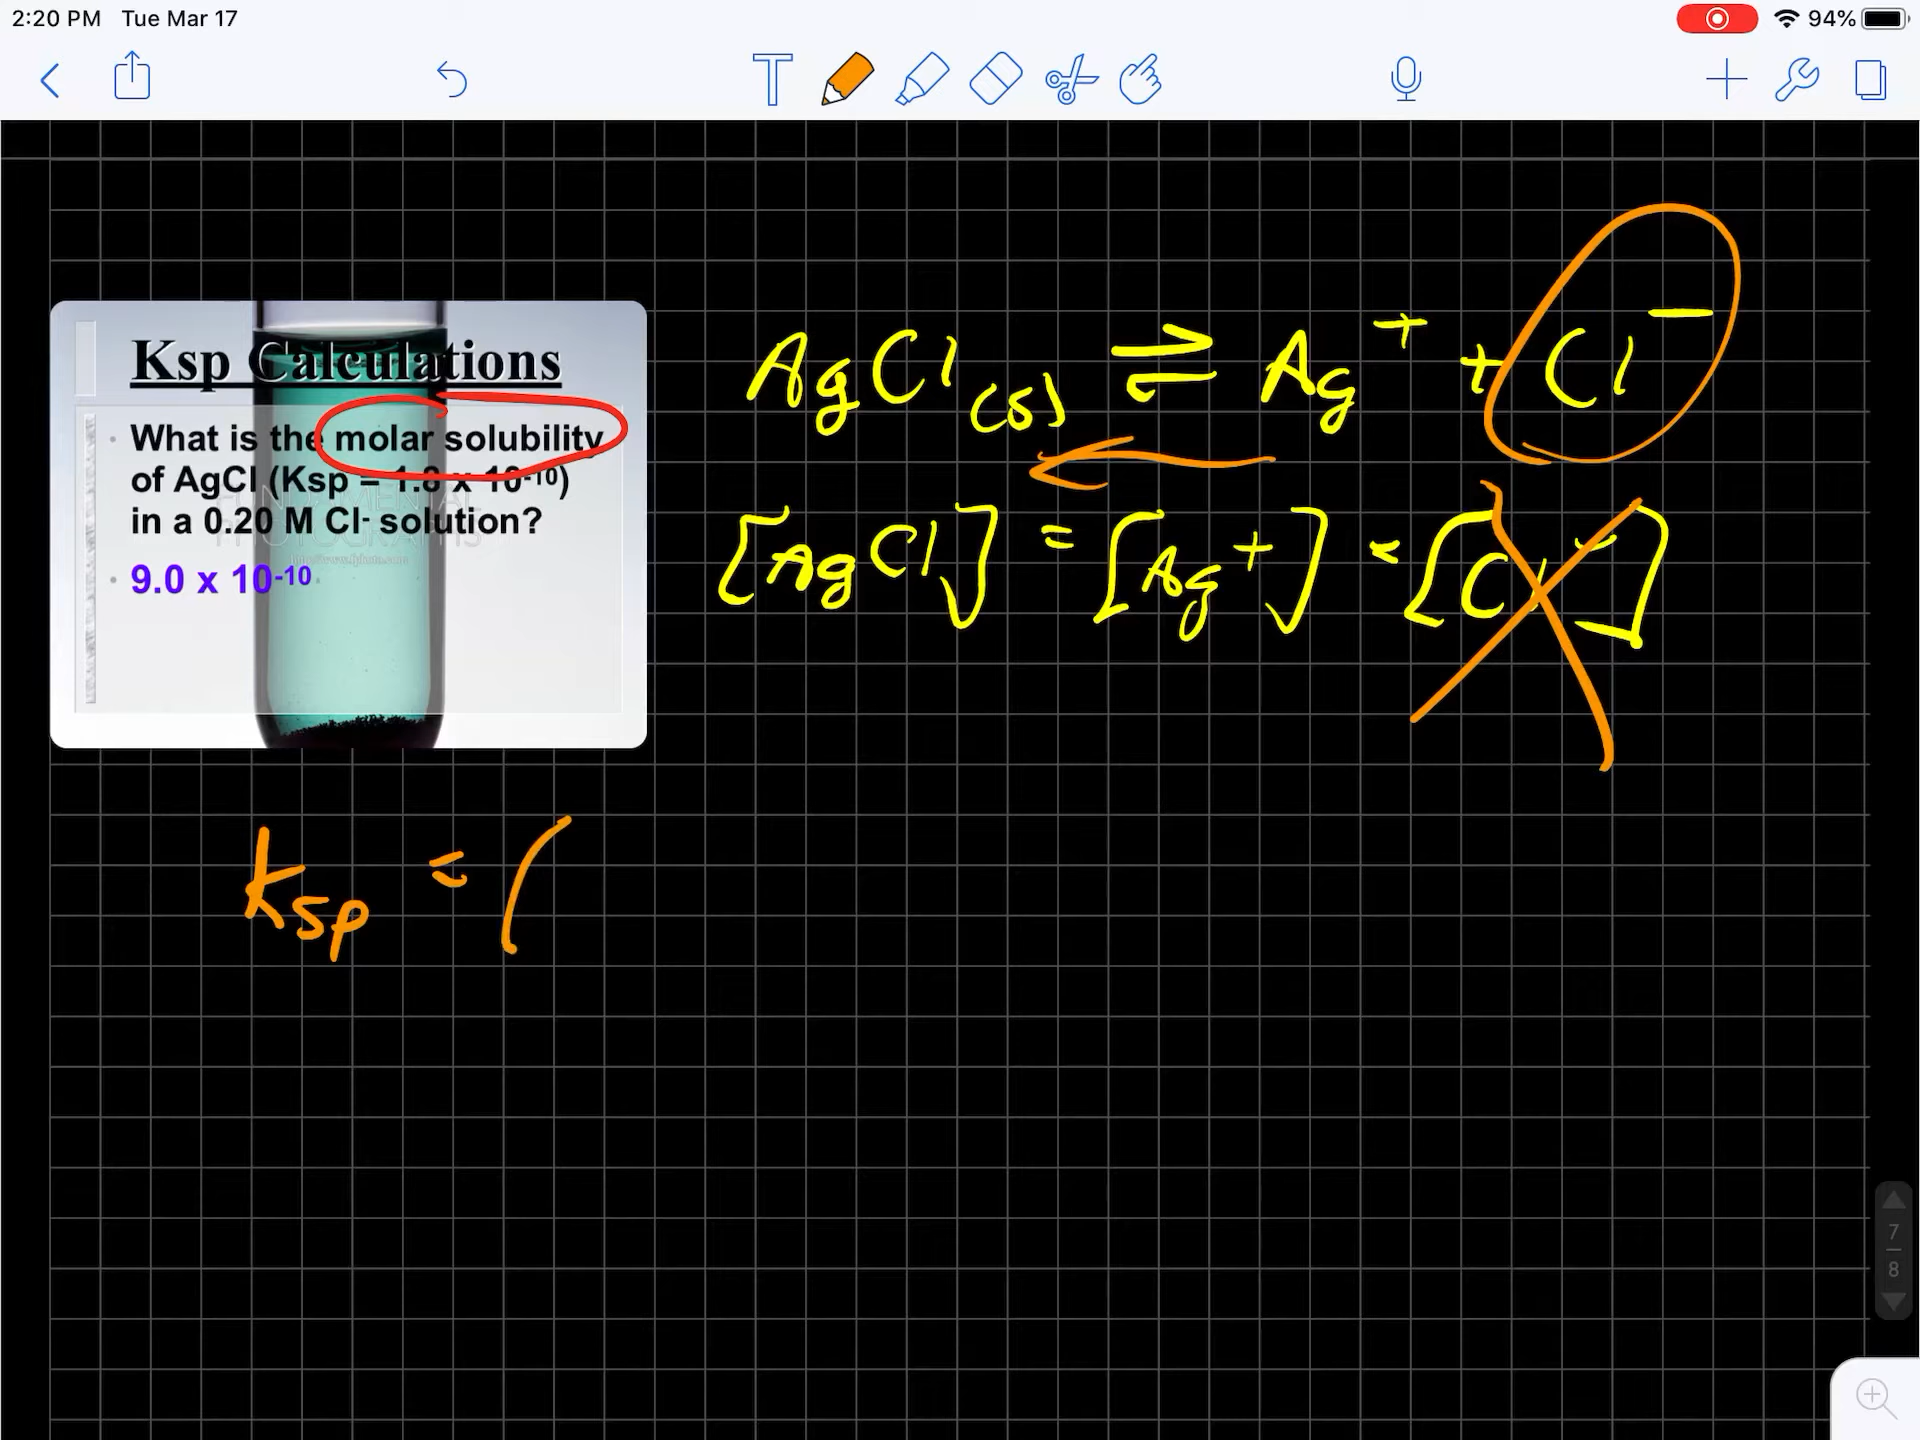 2:20 PM Tue Mar 17
94%
T
Ksp Calculations
What is the molar solubility
of AgCl (Ksp = 1.8 x 10-10)
in a 0.20 M Cl- solution?
9.0 x 10-10
AgCl(s) ⇌ Ag+ + Cl−
[AgCl] = [Ag+] = [Cl-]
Ksp = (
7
8